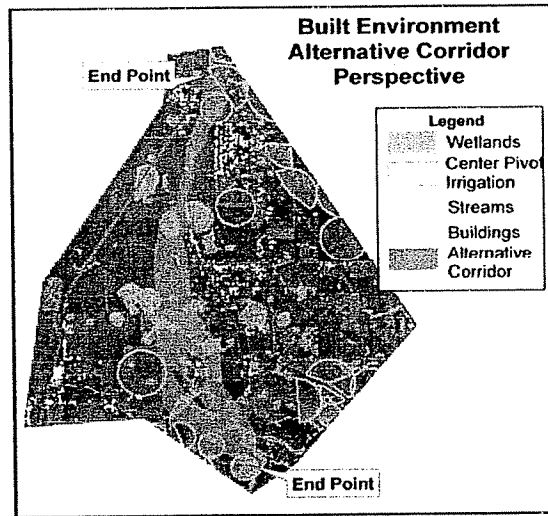 Built Environment
Alternative Corridor
Perspective
End Point
Legend
Wetlands
Center Pivot
Irrigation
Streams
Buildings
Alternative
Corridor
End Point